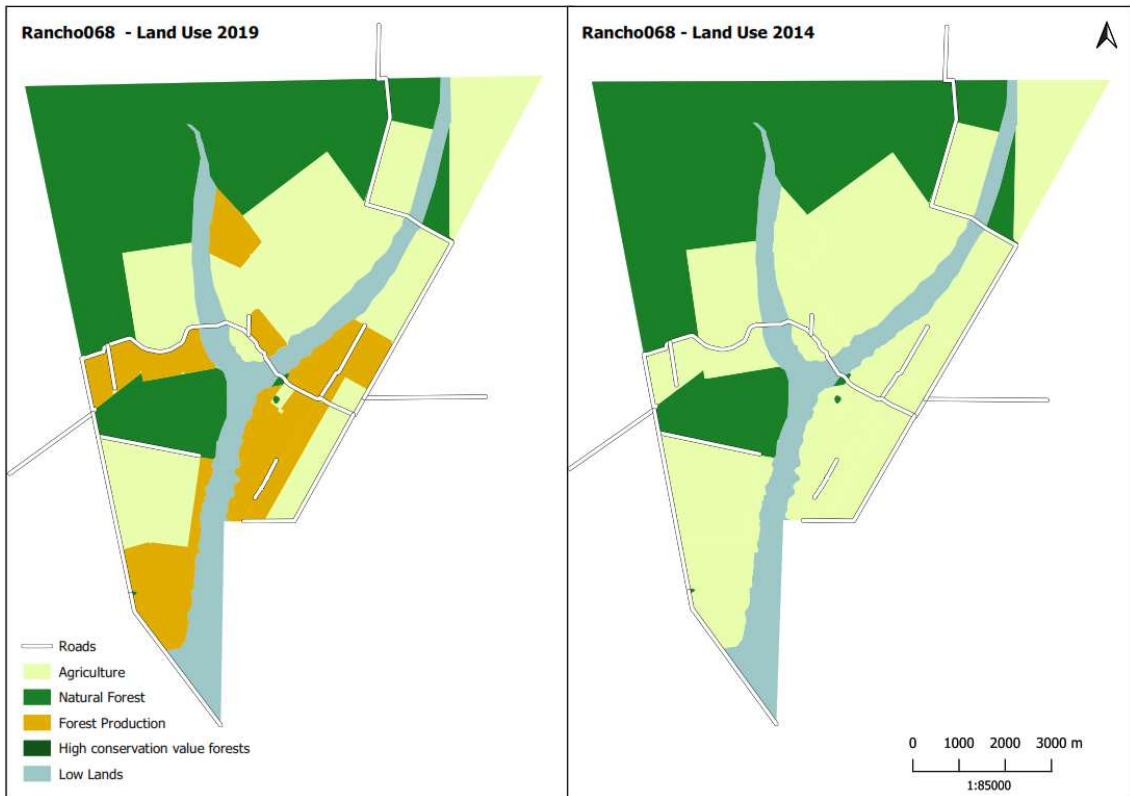 Rancho068 - Land Use 2019
Rancho068 - Land Use 2014
Roads
Agriculture
Natural Forest
Forest Production
High conservation value forests
Low Lands
0 1000 2000 3000 m
1:85000